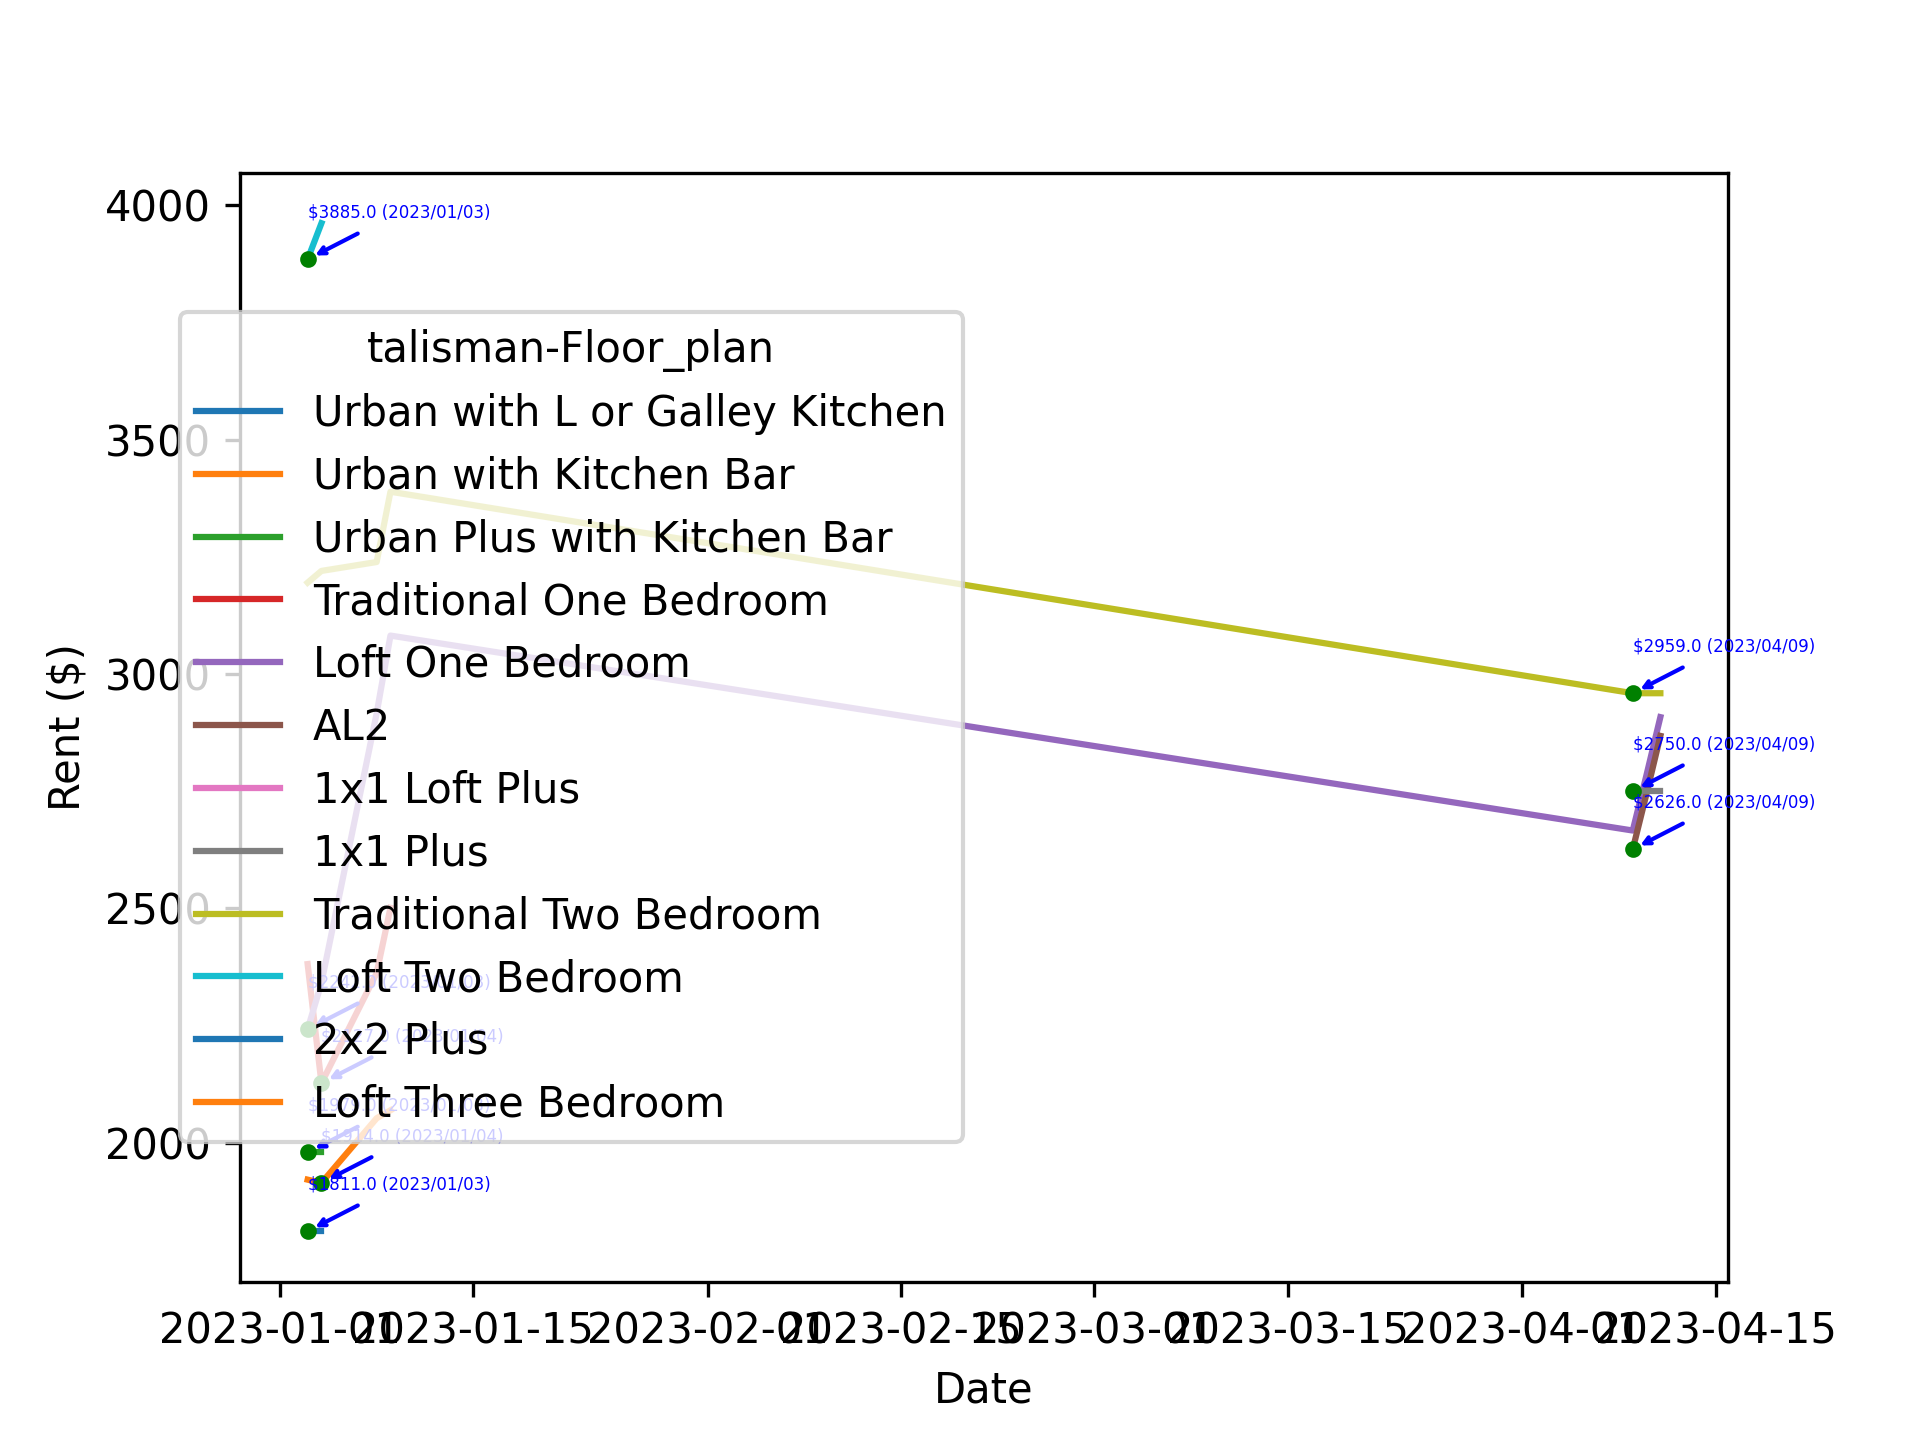 4000
$3885.0 (2023/01/03)
talisman-Floor_plan
Urban with L or Galley Kitchen
3500
Urban with Kitchen Bar
Urban Plus with Kitchen Bar
Traditional One Bedroom
$2959.0 (2023/04/09)
Loft One Bedroom
3000
Rent ($)
AL2
$2750.0 (2023/04/09)
1x1 Loft Plus
$2626.0 (2023/04/09)
1x1 Plus
2500
Traditional Two Bedroom
Loft Two Bedroom
2x2 Plus
Loft Three Bedroom
2000
$1914.0 (2023/01/04)
$1811.0 (2023/01/03)
2023-01-01 2023-01-15 2023-02-01 2023-02-15 2023-03-01 2023-03-15 2023-04-01 2023-04-15
Date